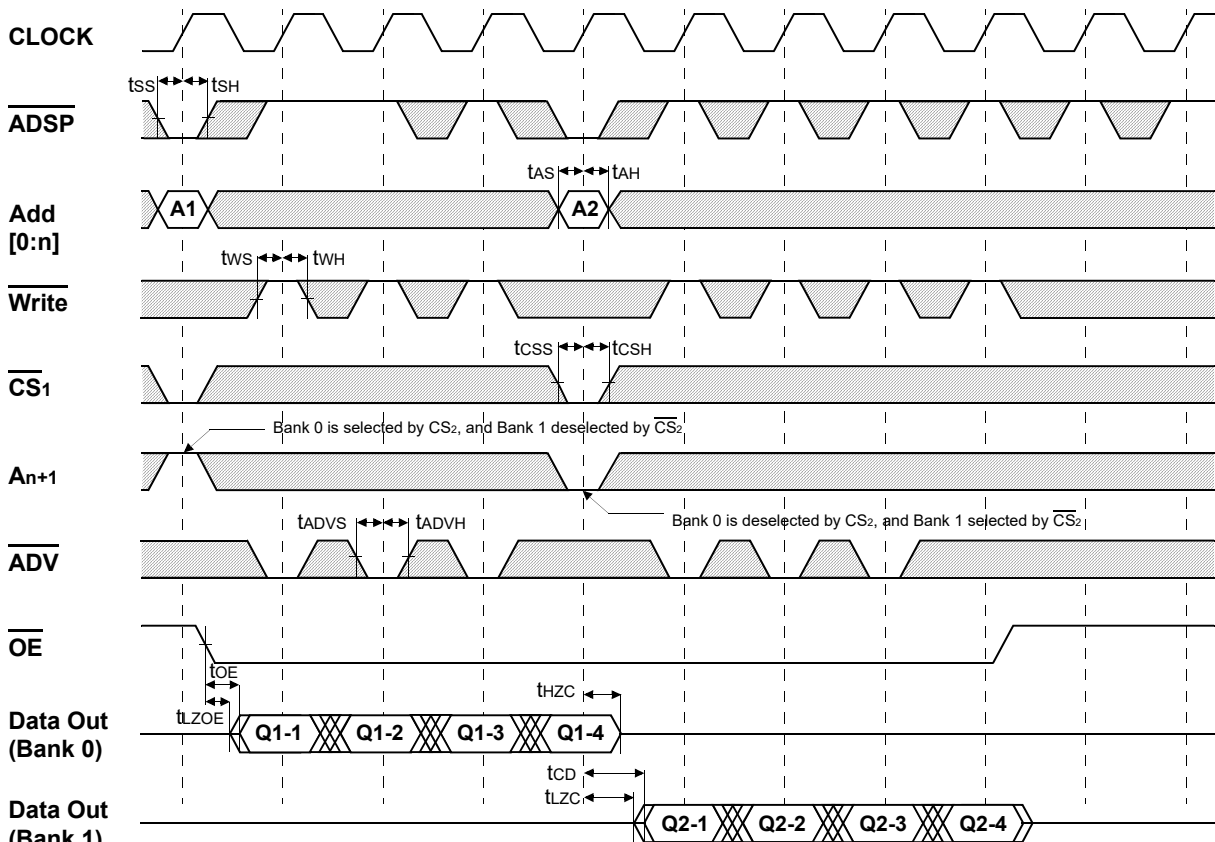 CLOCK
tSS tSH
ADSP
tAS tAH
A1 A2
Add
[0:n]
tWS tWH
Write
tCSS tCSH
CS1
Bank 0 is selected by CS2, and Bank 1 deselected by CS2
An+1
Bank 0 is deselected by CS2, and Bank 1 selected by CS2
tADVS tADVH
ADV
OE
tOE
tHZC
tLZOE
Data Out
(Bank 0)
Q1-1 Q1-2 Q1-3 Q1-4
tCD
tLZC
Data Out
(Bank 1)
Q2-1 Q2-2 Q2-3 Q2-4